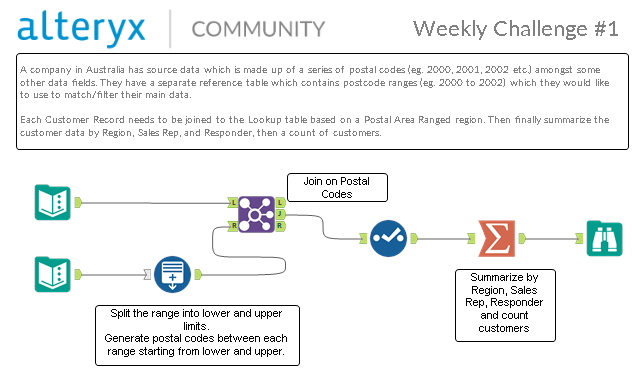 alteryx COMMUNITY Weekly Challenge #1
A company in Australia has source data which is made up of a series of postal codes (eg. 2000, 2001, 2002 etc.) amongst some
other data fields. They have a separate reference table which contains postcode ranges (eg. 2000 to 2002) which they would like
to use to match/filter their main data.
Each Customer Record needs to be joined to the Lookup table based on a Postal Area Ranged region. Then finally summarize the
customer data by Region, Sales Rep, and Responder, then a count of customers.
Join on Postal
Codes
L L
J
R R
Split the range into lower and upper
limits.
Generate postal codes between each
range starting from lower and upper.
Summarize by
Region, Sales
Rep, Responder
and count
customers